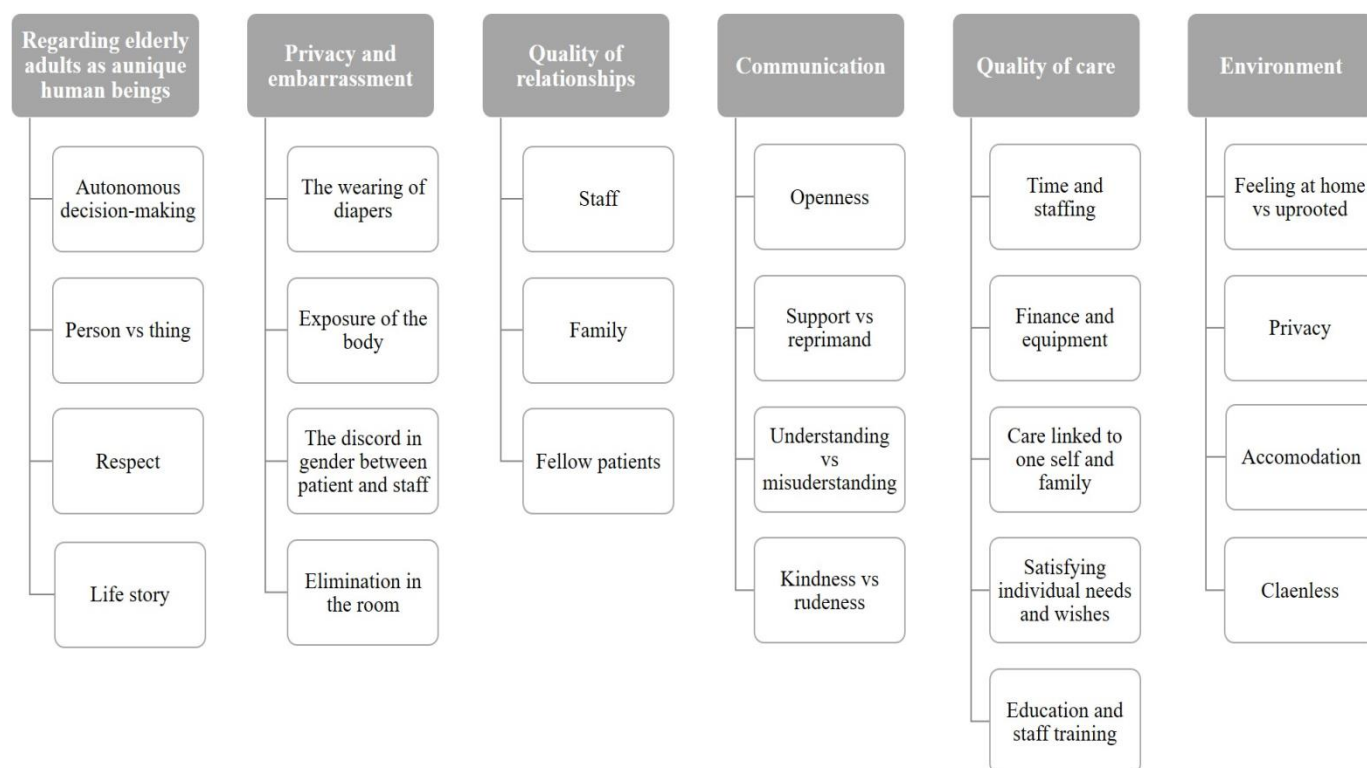 Regarding elderly
adults as aunique
human beings
Autonomous
decision-making
Person vs thing
Respect
Life story
Privacy and
embarrassment
The wearing of
diapers
Exposure of the
body
The discord in
gender between
patient and staff
Elimination in
the room
Quality of
relationships
Staff
Family
Fellow patients
Communication
Openness
Support vs
reprimand
Understanding
vs
misuderstanding
Kindness vs
rudeness
Quality of care
Time and
staffing
Finance and
equipment
Care linked to
one self and
family
Satisfying
individual needs
and wishes
Education and
staff training
Environment
Feeling at home
vs uprooted
Privacy
Accomodation
Claenless